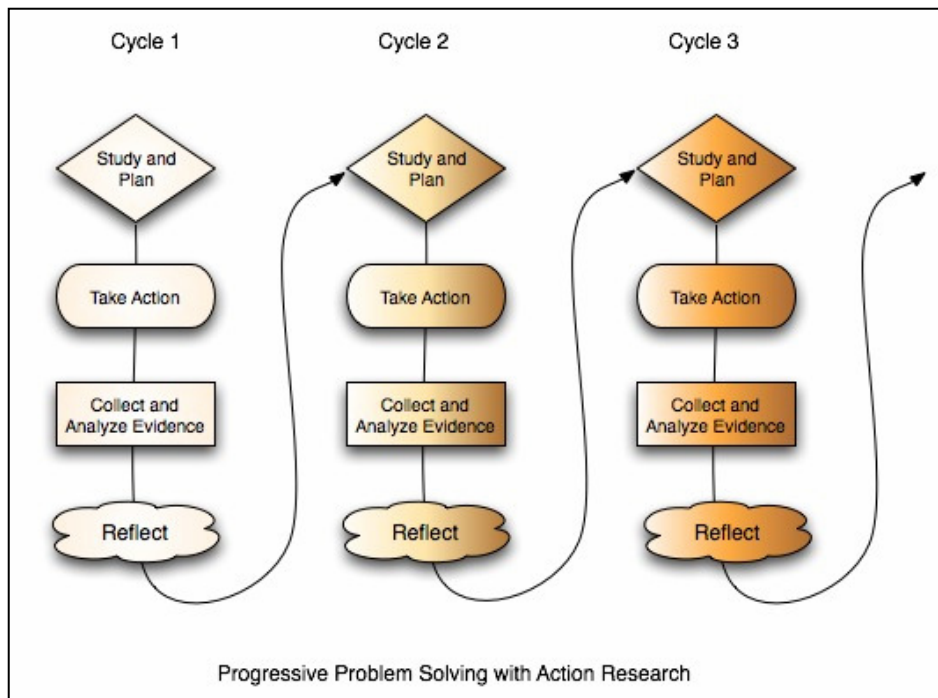 Cycle 1
Cycle 2
Cycle 3
Study and
Plan
Take Action
Collect and
Analyze Evidence
Reflect
Study and
Plan
Take Action
Collect and
Analyze Evidence
Reflect
Study and
Plan
Take Action
Collect and
Analyze Evidence
Reflect
Progressive Problem Solving with Action Research